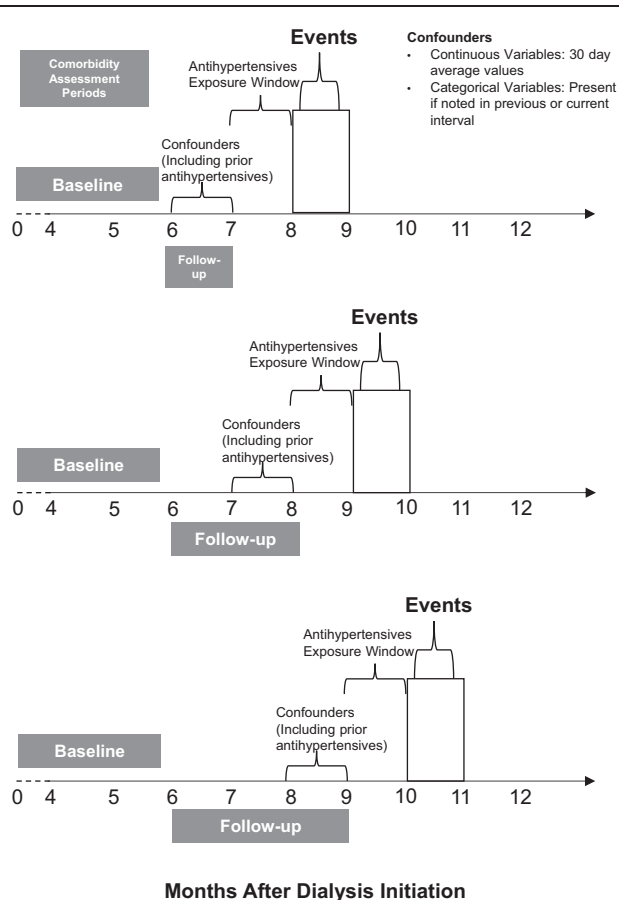 Events
Confounders
• Continuous Variables: 30 day
average values
• Categorical Variables: Present
if noted in previous or current
interval
Comorbidity
Assessment
Periods
Antihypertensives
Exposure Window
Confounders
(Including prior
antihypertensives)
Baseline
0 4 5 6 7 8 9 10 11 12
Follow-
up
Events
Antihypertensives
Exposure Window
Confounders
(Including prior
antihypertensives)
Baseline
0 4 5 6 7 8 9 10 11 12
Follow-up
Events
Antihypertensives
Exposure Window
Confounders
(Including prior
antihypertensives)
Baseline
0 4 5 6 7 8 9 10 11 12
Follow-up
Months After Dialysis Initiation